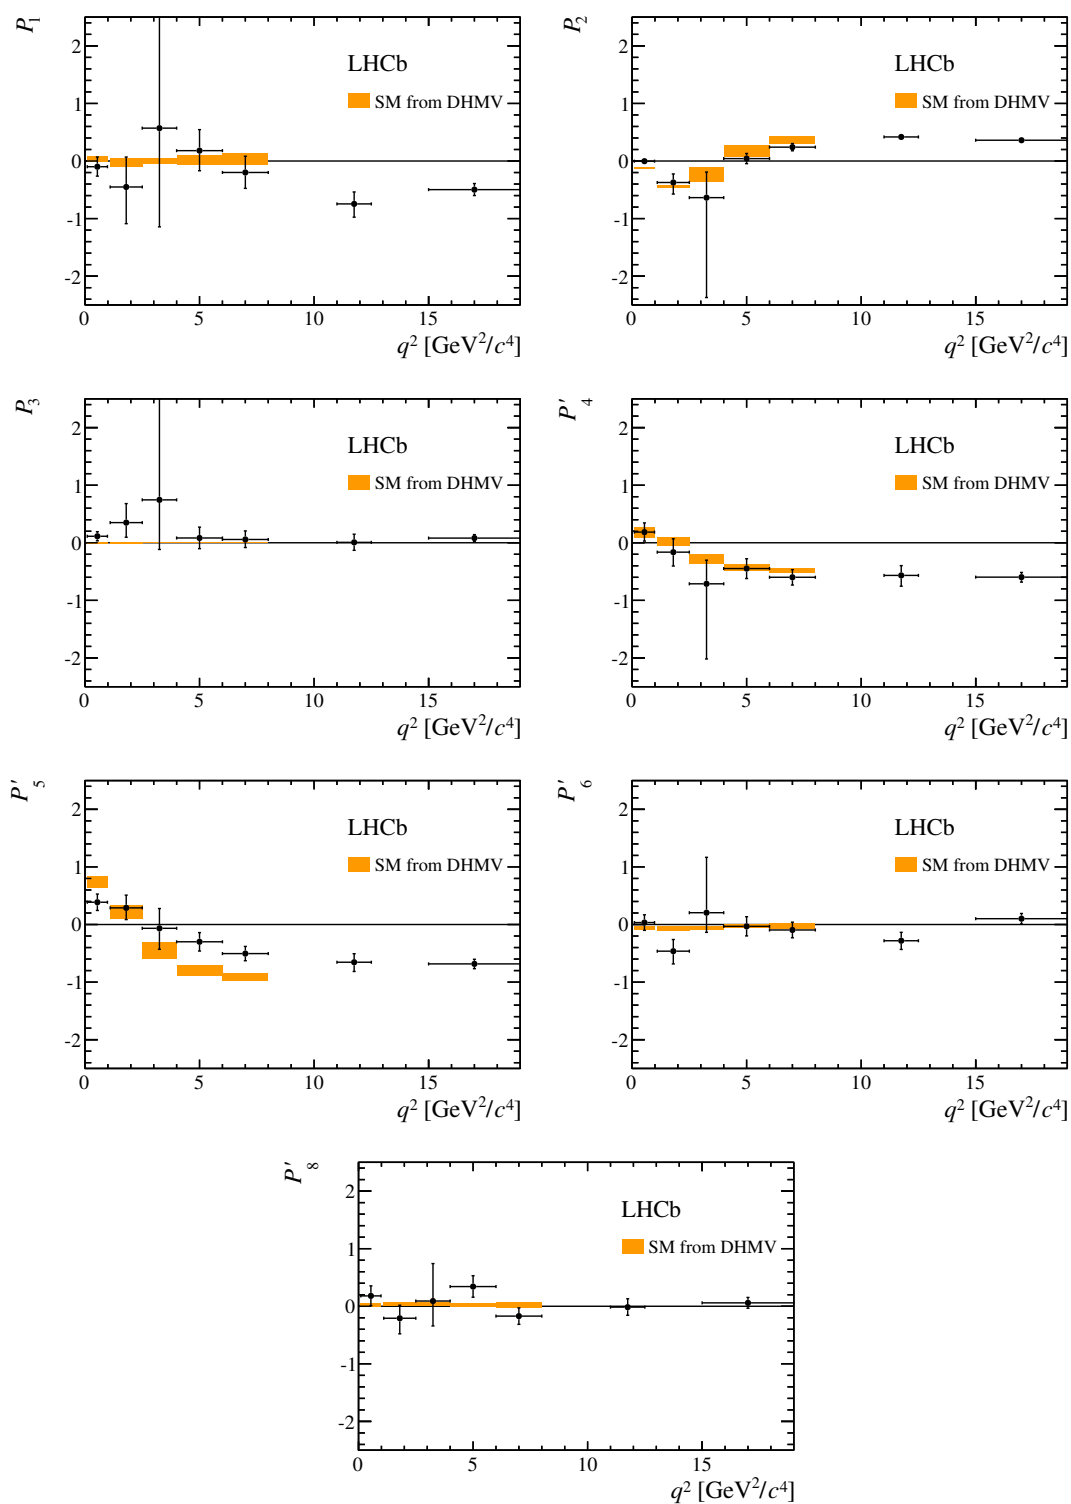 P₁
2
1
0
-1
-2
0 5 10 15
q² [GeV²/c⁴]
LHCb
SM from DHMV
P₂
2
1
0
-1
-2
0 5 10 15
q² [GeV²/c⁴]
LHCb
SM from DHMV
P₃
2
1
0
-1
-2
0 5 10 15
q² [GeV²/c⁴]
LHCb
SM from DHMV
P′₄
2
1
0
-1
-2
0 5 10 15
q² [GeV²/c⁴]
LHCb
SM from DHMV
P′₅
2
1
0
-1
-2
0 5 10 15
q² [GeV²/c⁴]
LHCb
SM from DHMV
P′₆
2
1
0
-1
-2
0 5 10 15
q² [GeV²/c⁴]
LHCb
SM from DHMV
P′₈
2
1
0
-1
-2
0 5 10 15
q² [GeV²/c⁴]
LHCb
SM from DHMV